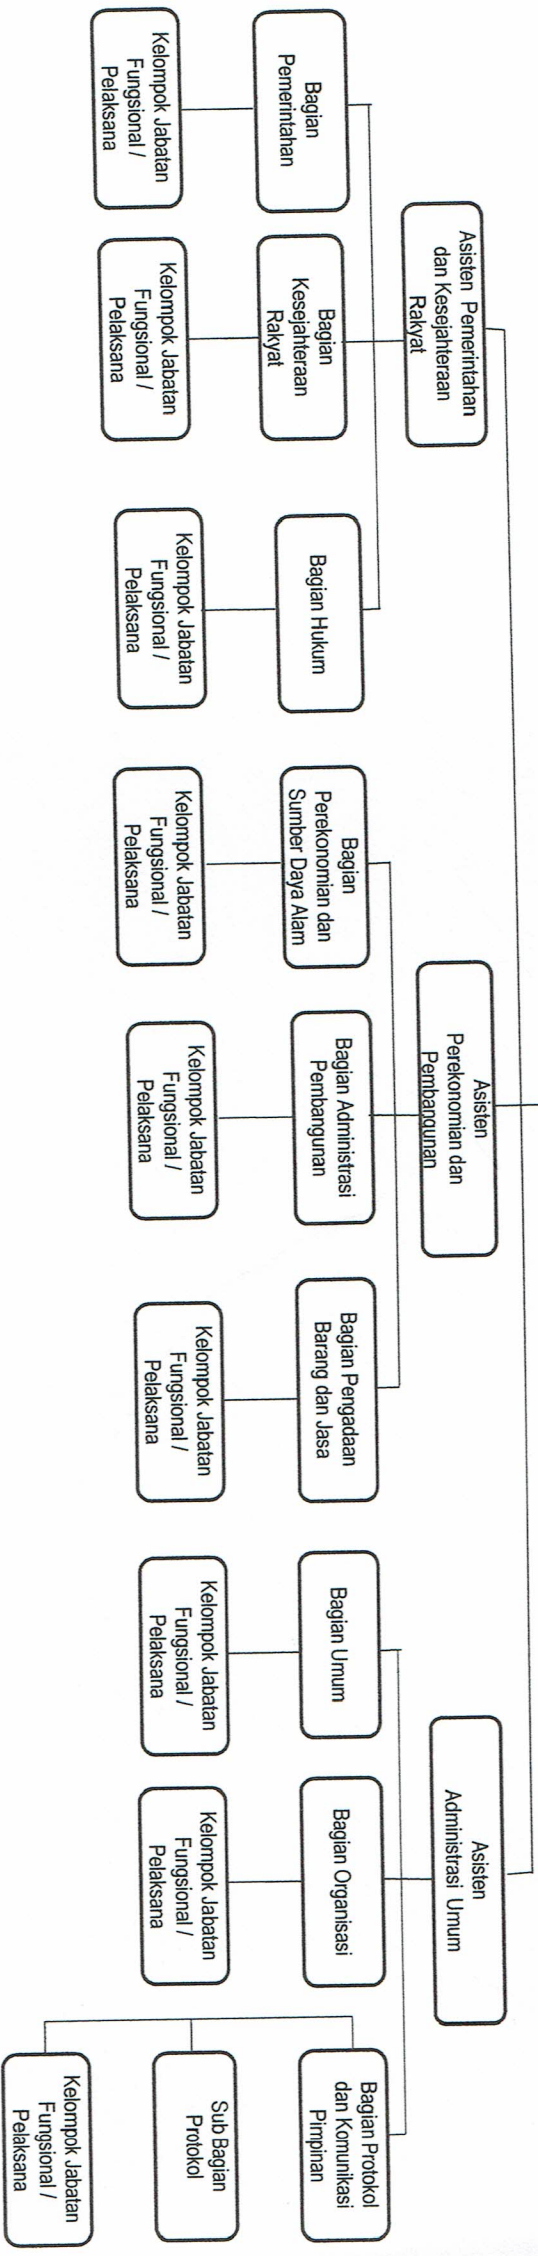 Asisten Pemerintahan
dan Kesejahteraan
Rakyat
Asisten
Perekonomian dan
Pembangunan
Asisten
Administrasi Umum
Bagian
Pemerintahan
Bagian
Kesejahteraan
Rakyat
Bagian Hukum
Bagian
Perekonomian dan
Sumber Daya Alam
Bagian Administrasi
Pembangunan
Bagian Pengadaan
Barang dan Jasa
Bagian Umum
Bagian Organisasi
Bagian Protokol
dan Komunikasi
Pimpinan
Kelompok Jabatan
Fungsional /
Pelaksana
Kelompok Jabatan
Fungsional /
Pelaksana
Kelompok Jabatan
Fungsional /
Pelaksana
Kelompok Jabatan
Fungsional /
Pelaksana
Kelompok Jabatan
Fungsional /
Pelaksana
Kelompok Jabatan
Fungsional /
Pelaksana
Kelompok Jabatan
Fungsional /
Pelaksana
Kelompok Jabatan
Fungsional /
Pelaksana
Sub Bagian
Protokol
Kelompok Jabatan
Fungsional /
Pelaksana